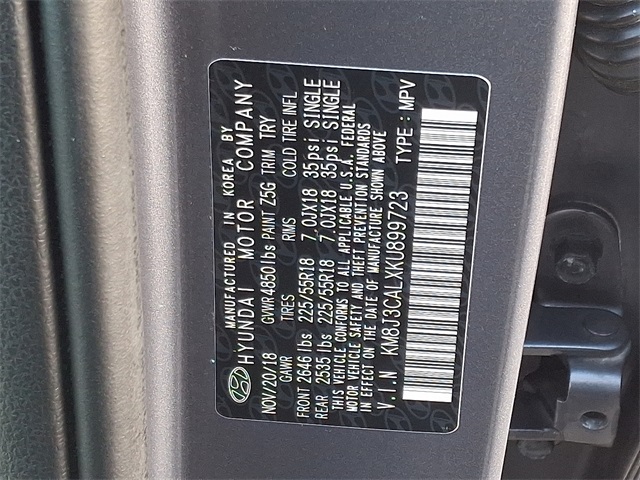 MANUFACTURED IN KOREA BY
HYUNDAI MOTOR COMPANY
NOV/20/18 GVWR 4850lbs PAINT Z5G TRIM TRY
GAWR TIRES RIMS COLD TIRE INFL
FRONT 2646 lbs 225/55R18 7.0JX18 35psi SINGLE
REAR 2535 lbs 225/55R18 7.0JX18 35psi SINGLE
THIS VEHICLE CONFORMS TO ALL APPLICABLE U.S.A. FEDERAL
MOTOR VEHICLE SAFETY AND THEFT PREVENTION STANDARDS
IN EFFECT ON THE DATE OF MANUFACTURE SHOWN ABOVE
V.I.N KM8J3CALXKU899723 TYPE : MPV